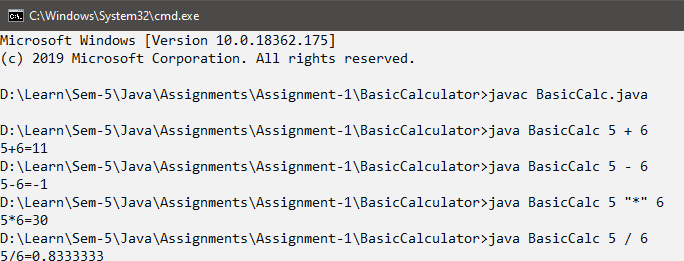 C:\Windows\System32\cmd.exe
Microsoft Windows [Version 10.0.18362.175]
(c) 2019 Microsoft Corporation. All rights reserved.
D:\Learn\Sem-5\Java\Assignments\Assignment-1\BasicCalculator>javac BasicCalc.java
D:\Learn\Sem-5\Java\Assignments\Assignment-1\BasicCalculator>java BasicCalc 5 + 6
5+6=11
D:\Learn\Sem-5\Java\Assignments\Assignment-1\BasicCalculator>java BasicCalc 5 - 6
5-6=-1
D:\Learn\Sem-5\Java\Assignments\Assignment-1\BasicCalculator>java BasicCalc 5 "*" 6
5*6=30
D:\Learn\Sem-5\Java\Assignments\Assignment-1\BasicCalculator>java BasicCalc 5 / 6
5/6=0.8333333